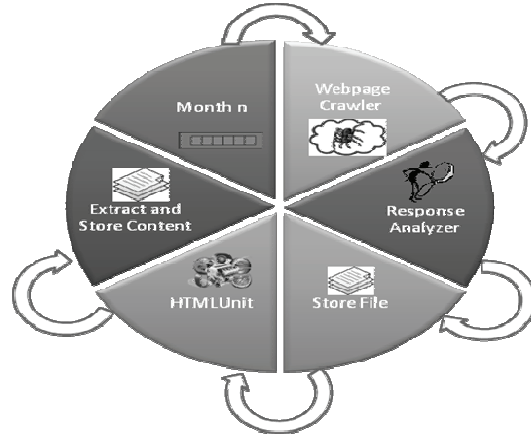 Month n
Webpage
Crawler
Response
Analyzer
Store File
HTMLUnit
Extract and
Store Content